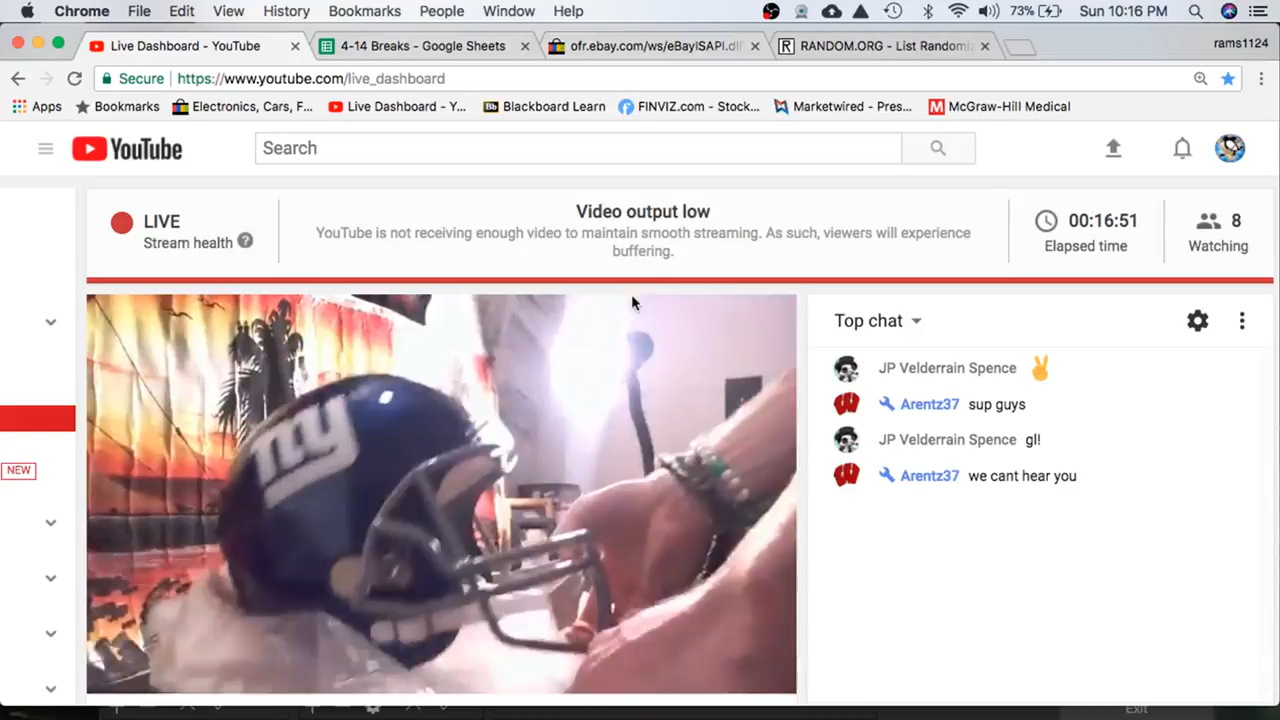 Chrome File Edit View History Bookmarks People Window Help 73% Sun 10:16 PM
Live Dashboard - YouTube × 4-14 Breaks - Google Sheets × ofr.ebay.com/ws/eBayISAPI.dll × RANDOM.ORG - List Randomiz × rams1124
Secure https://www.youtube.com/live_dashboard
Apps Bookmarks Electronics, Cars, F... Live Dashboard - Y... Bb Blackboard Learn FINVIZ.com - Stock... Marketwired - Pres... M McGraw-Hill Medical
YouTube Search
LIVE
Stream health ?
Video output low
YouTube is not receiving enough video to maintain smooth streaming. As such, viewers will experience
buffering.
00:16:51
Elapsed time
8
Watching
NEW
ny
Top chat
JP Velderrain Spence ✌
W Arentz37 sup guys
JP Velderrain Spence gl!
W Arentz37 we cant hear you
Exit